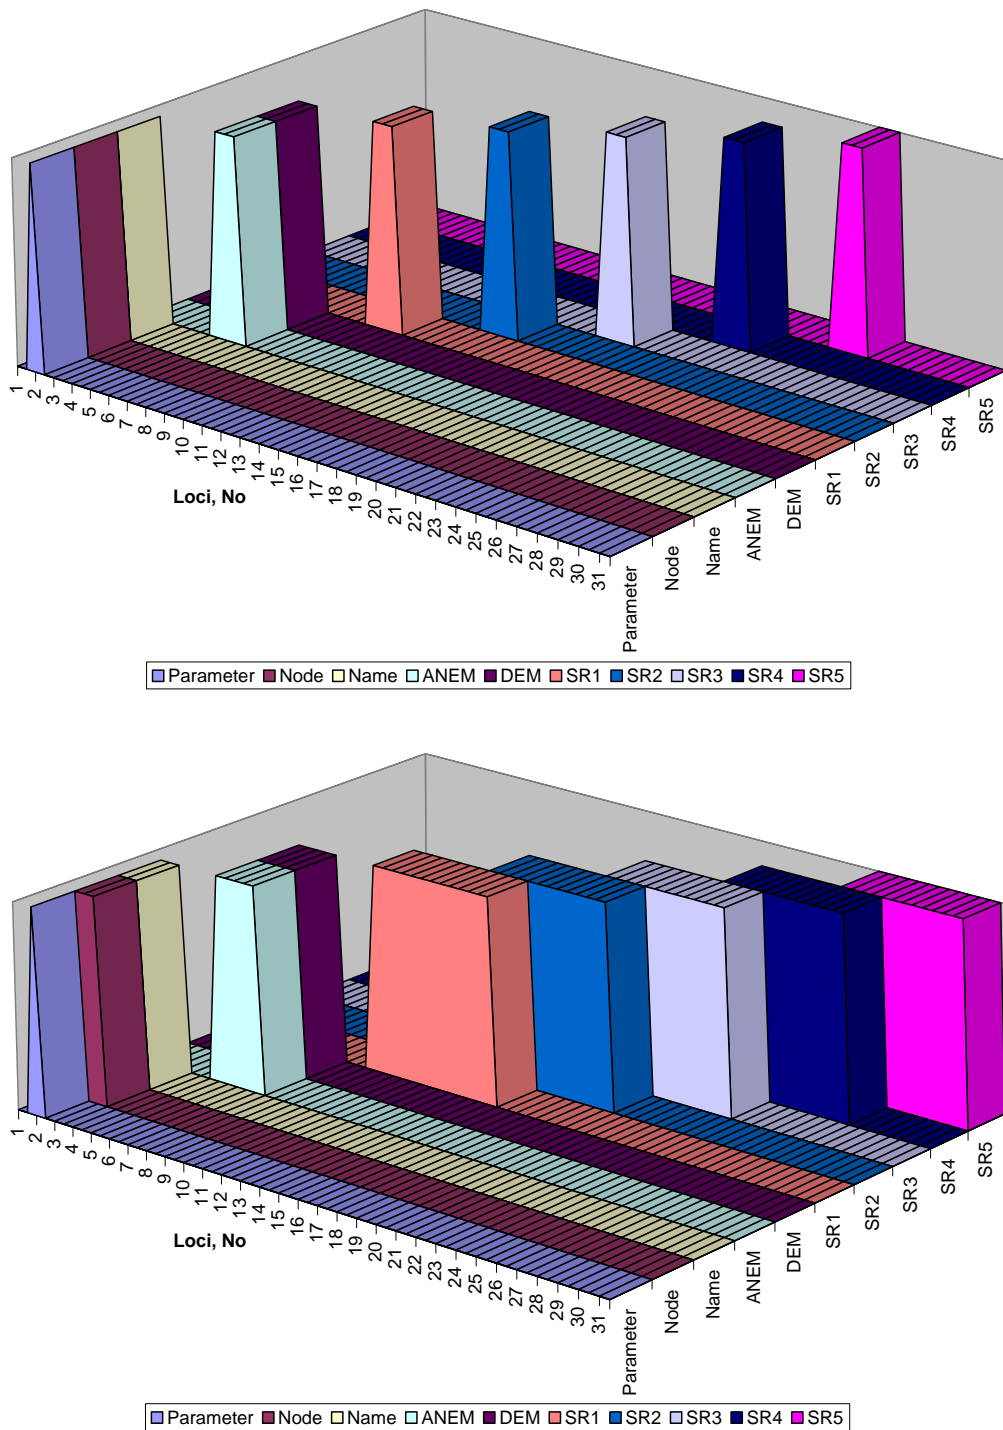 1 2 3 4 5 6 7 8 9 10 11 12 13 14 15 16 17 18 19 20 21 22 23 24 25 26 27 28 29 30 31
Loci, No
Parameter Node Name ANEM DEM SR1 SR2 SR3 SR4 SR5
Parameter Node Name ANEM DEM SR1 SR2 SR3 SR4 SR5
1 2 3 4 5 6 7 8 9 10 11 12 13 14 15 16 17 18 19 20 21 22 23 24 25 26 27 28 29 30 31
Loci, No
Parameter Node Name ANEM DEM SR1 SR2 SR3 SR4 SR5
Parameter Node Name ANEM DEM SR1 SR2 SR3 SR4 SR5